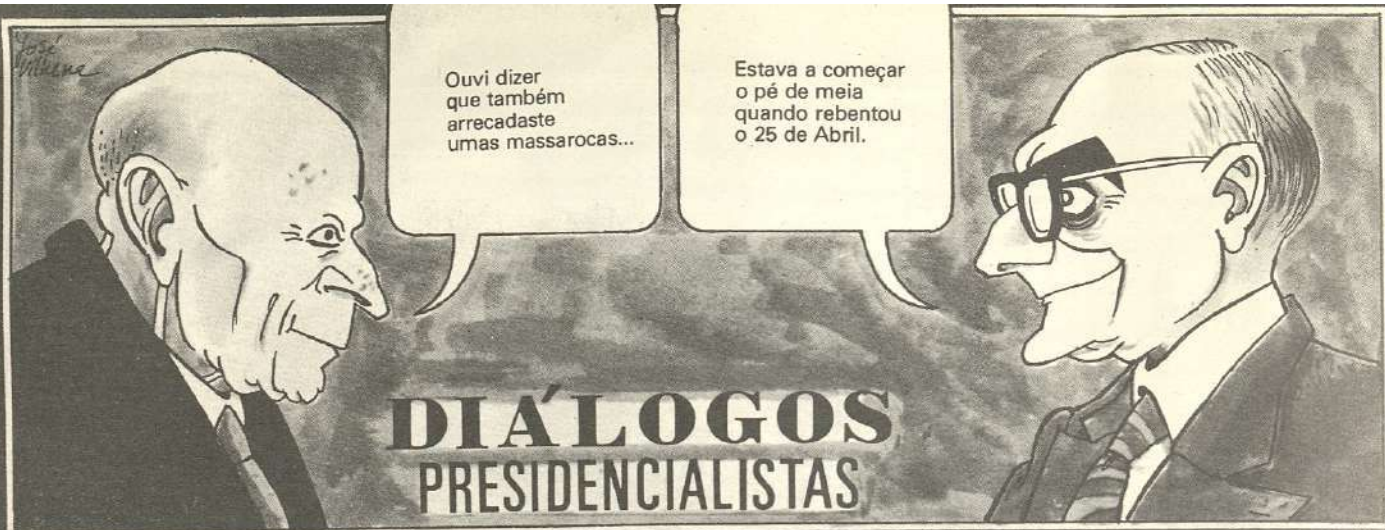 José
Vilhena
Ouvi dizer
que também
arrecadaste
umas massarocas...
Estava a começar
o pé de meia
quando rebentou
o 25 de Abril.
DIÁLOGOS
PRESIDENCIALISTAS